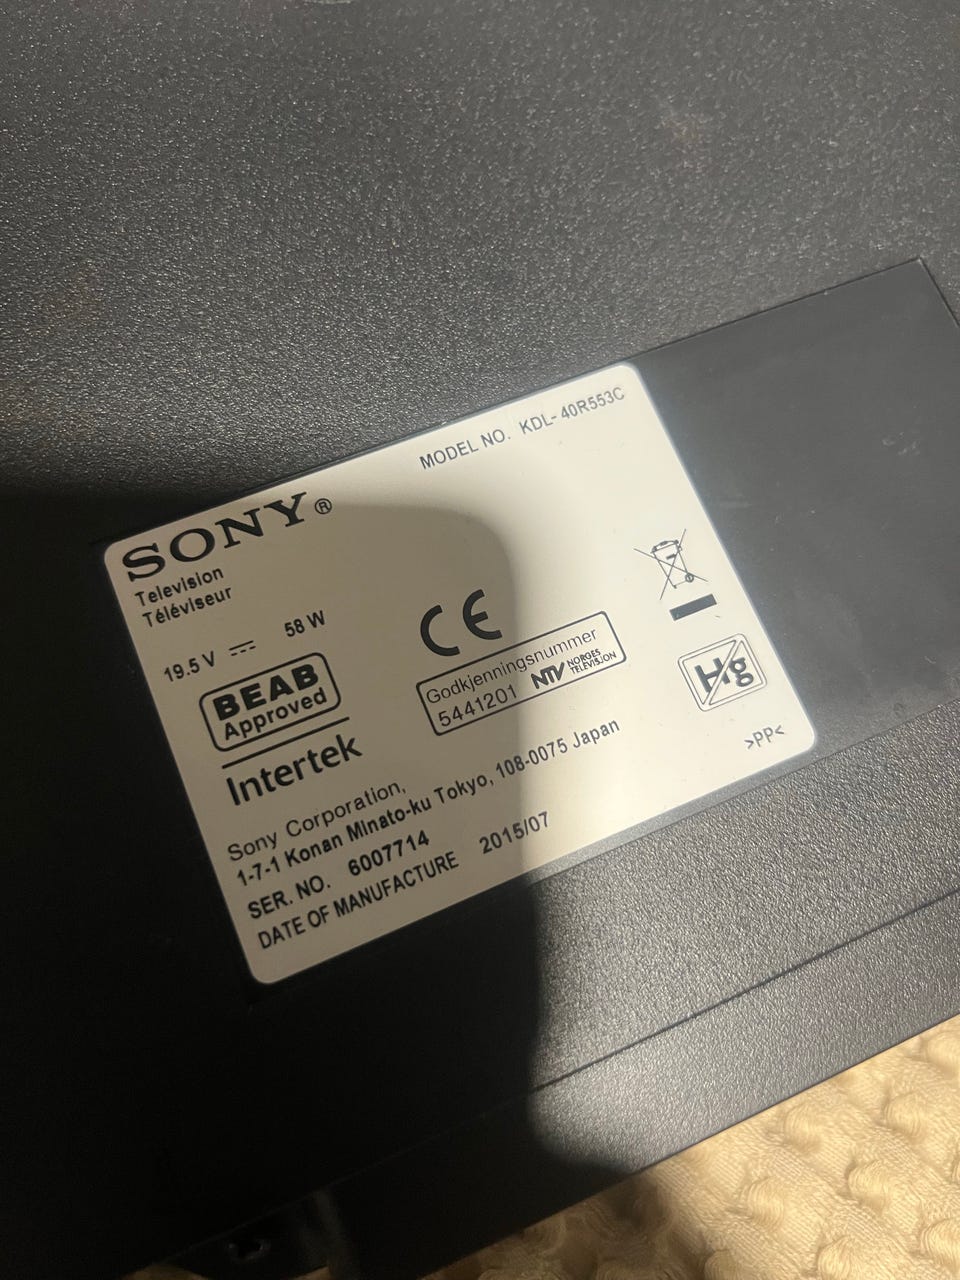 MODEL NO. KDL-40R553C
SONY®
Television
Téléviseur
19.5 V 58 W
BEAB
Approved
Intertek
CE
Godkjenningsnummer
5441201 NTV NORGES TELEVISJON
Hg
>PP<
Sony Corporation,
1-7-1 Konan Minato-ku Tokyo, 108-0075 Japan
SER. NO. 6007714
DATE OF MANUFACTURE 2015/07